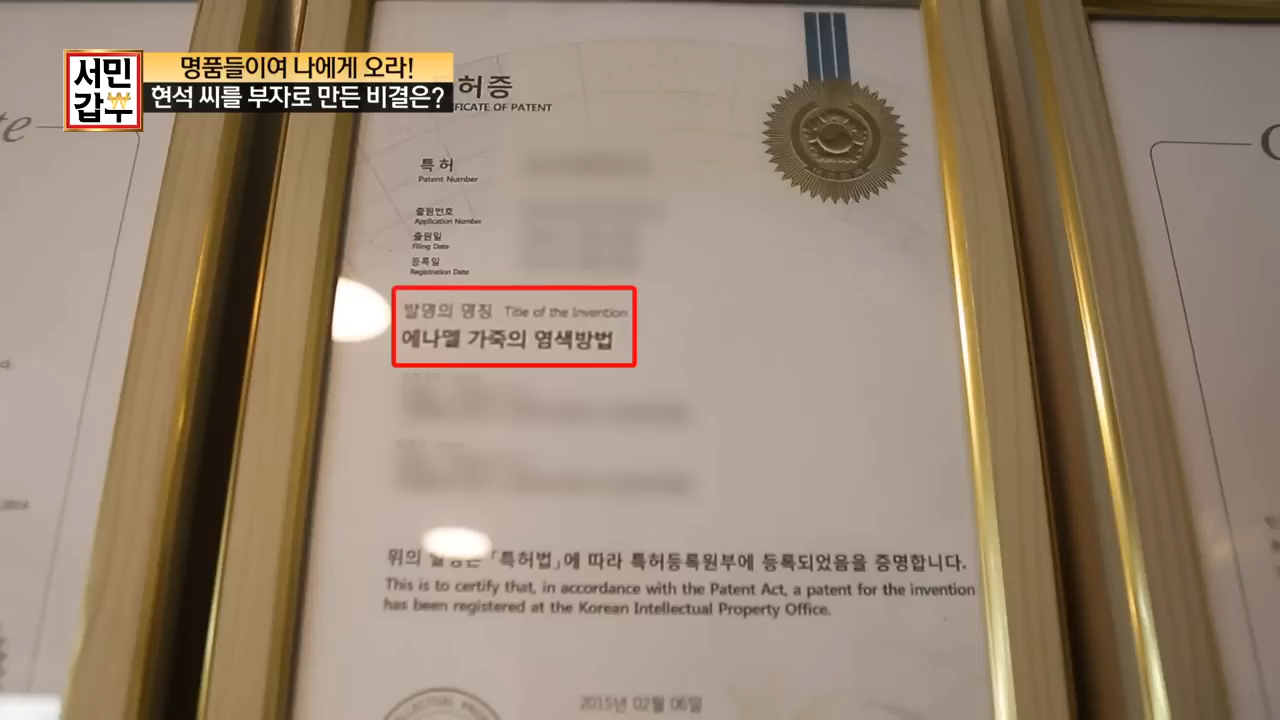 서민
갑부
명품들이여 나에게 오라!
현석 씨를 부자로 만든 비결은?
허증
FICATE OF PATENT
특허
Patent Number
출원번호
Application Number
출원일
Filing Date
등록일
Registration Date
발명의 명칭 Title of the Invention
에나멜 가죽의 염색방법
위의 「특허법」에 따라 특허등록원부에 등록되었음을 증명합니다.
This is to certify that, in accordance with the Patent Act, a patent for the invention
has been registered at the Korean Intellectual Property Office.
2015년 02월 06일